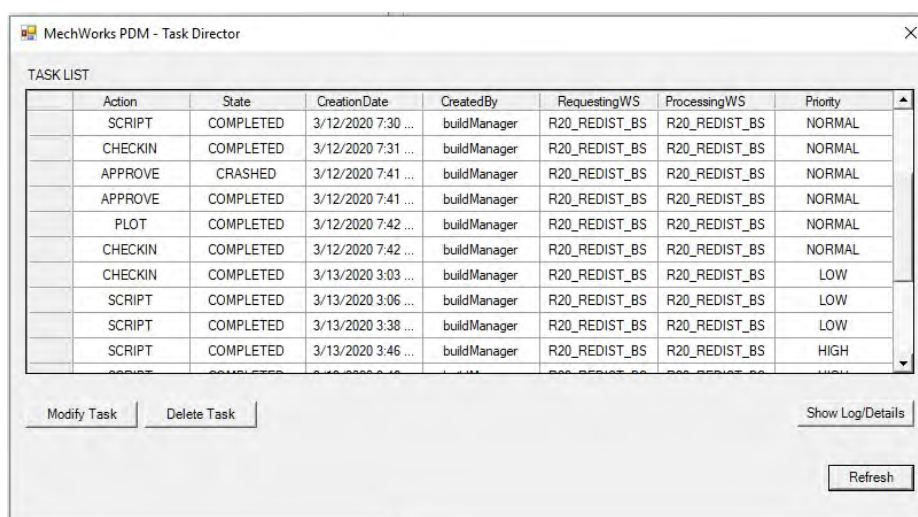 MechWorks PDM - Task Director
TASK LIST
Action State CreationDate CreatedBy RequestingWS ProcessingWS Priority
SCRIPT COMPLETED 3/12/2020 7:30 ... buildManager R20_REDIST_BS R20_REDIST_BS NORMAL
CHECKIN COMPLETED 3/12/2020 7:31 ... buildManager R20_REDIST_BS R20_REDIST_BS NORMAL
APPROVE CRASHED 3/12/2020 7:41 ... buildManager R20_REDIST_BS R20_REDIST_BS NORMAL
APPROVE COMPLETED 3/12/2020 7:41 ... buildManager R20_REDIST_BS R20_REDIST_BS NORMAL
PLOT COMPLETED 3/12/2020 7:42 ... buildManager R20_REDIST_BS R20_REDIST_BS NORMAL
CHECKIN COMPLETED 3/12/2020 7:42 ... buildManager R20_REDIST_BS R20_REDIST_BS NORMAL
CHECKIN COMPLETED 3/13/2020 3:03 ... buildManager R20_REDIST_BS R20_REDIST_BS LOW
SCRIPT COMPLETED 3/13/2020 3:06 ... buildManager R20_REDIST_BS R20_REDIST_BS LOW
SCRIPT COMPLETED 3/13/2020 3:38 ... buildManager R20_REDIST_BS R20_REDIST_BS LOW
SCRIPT COMPLETED 3/13/2020 3:46 ... buildManager R20_REDIST_BS R20_REDIST_BS HIGH
Modify Task Delete Task Show Log/Details
Refresh